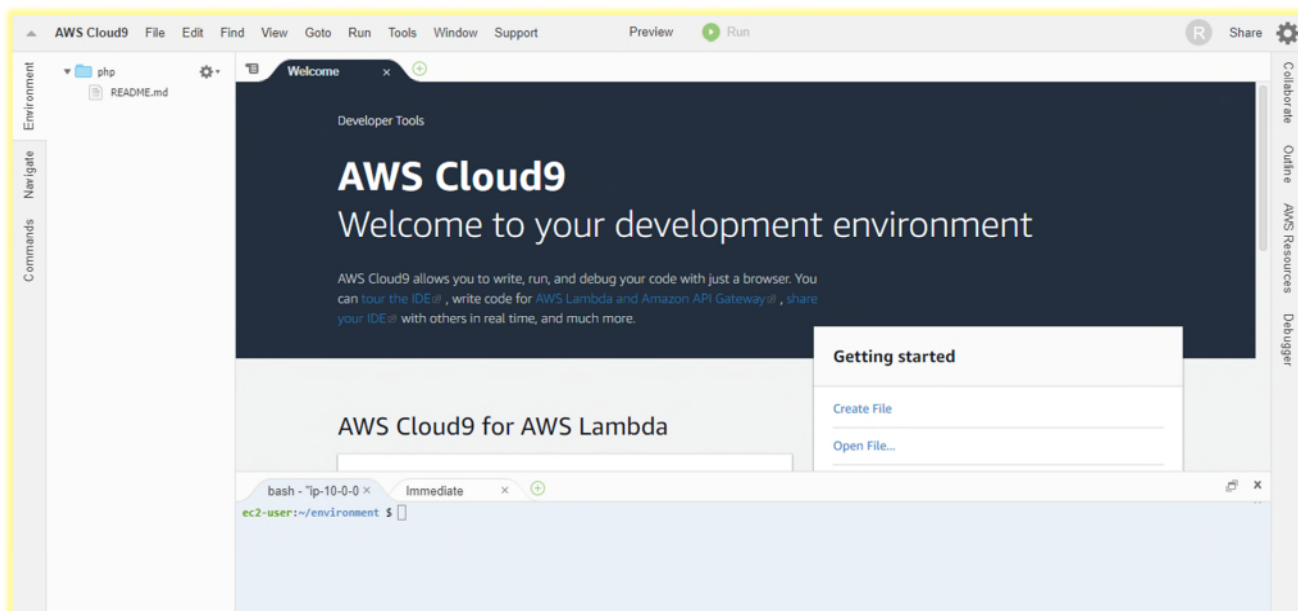 AWS Cloud9 File Edit Find View Goto Run Tools Window Support Preview Run R Share
Environment
Navigate
Commands
php
README.md
Welcome
Developer Tools
AWS Cloud9
Welcome to your development environment
AWS Cloud9 allows you to write, run, and debug your code with just a browser. You
can tour the IDE , write code for AWS Lambda and Amazon API Gateway , share
your IDE with others in real time, and much more.
Getting started
Create File
Open File...
AWS Cloud9 for AWS Lambda
bash - "ip-10-0-0 Immediate
ec2-user:~/environment $
Collaborate
Outline
AWS Resources
Debugger